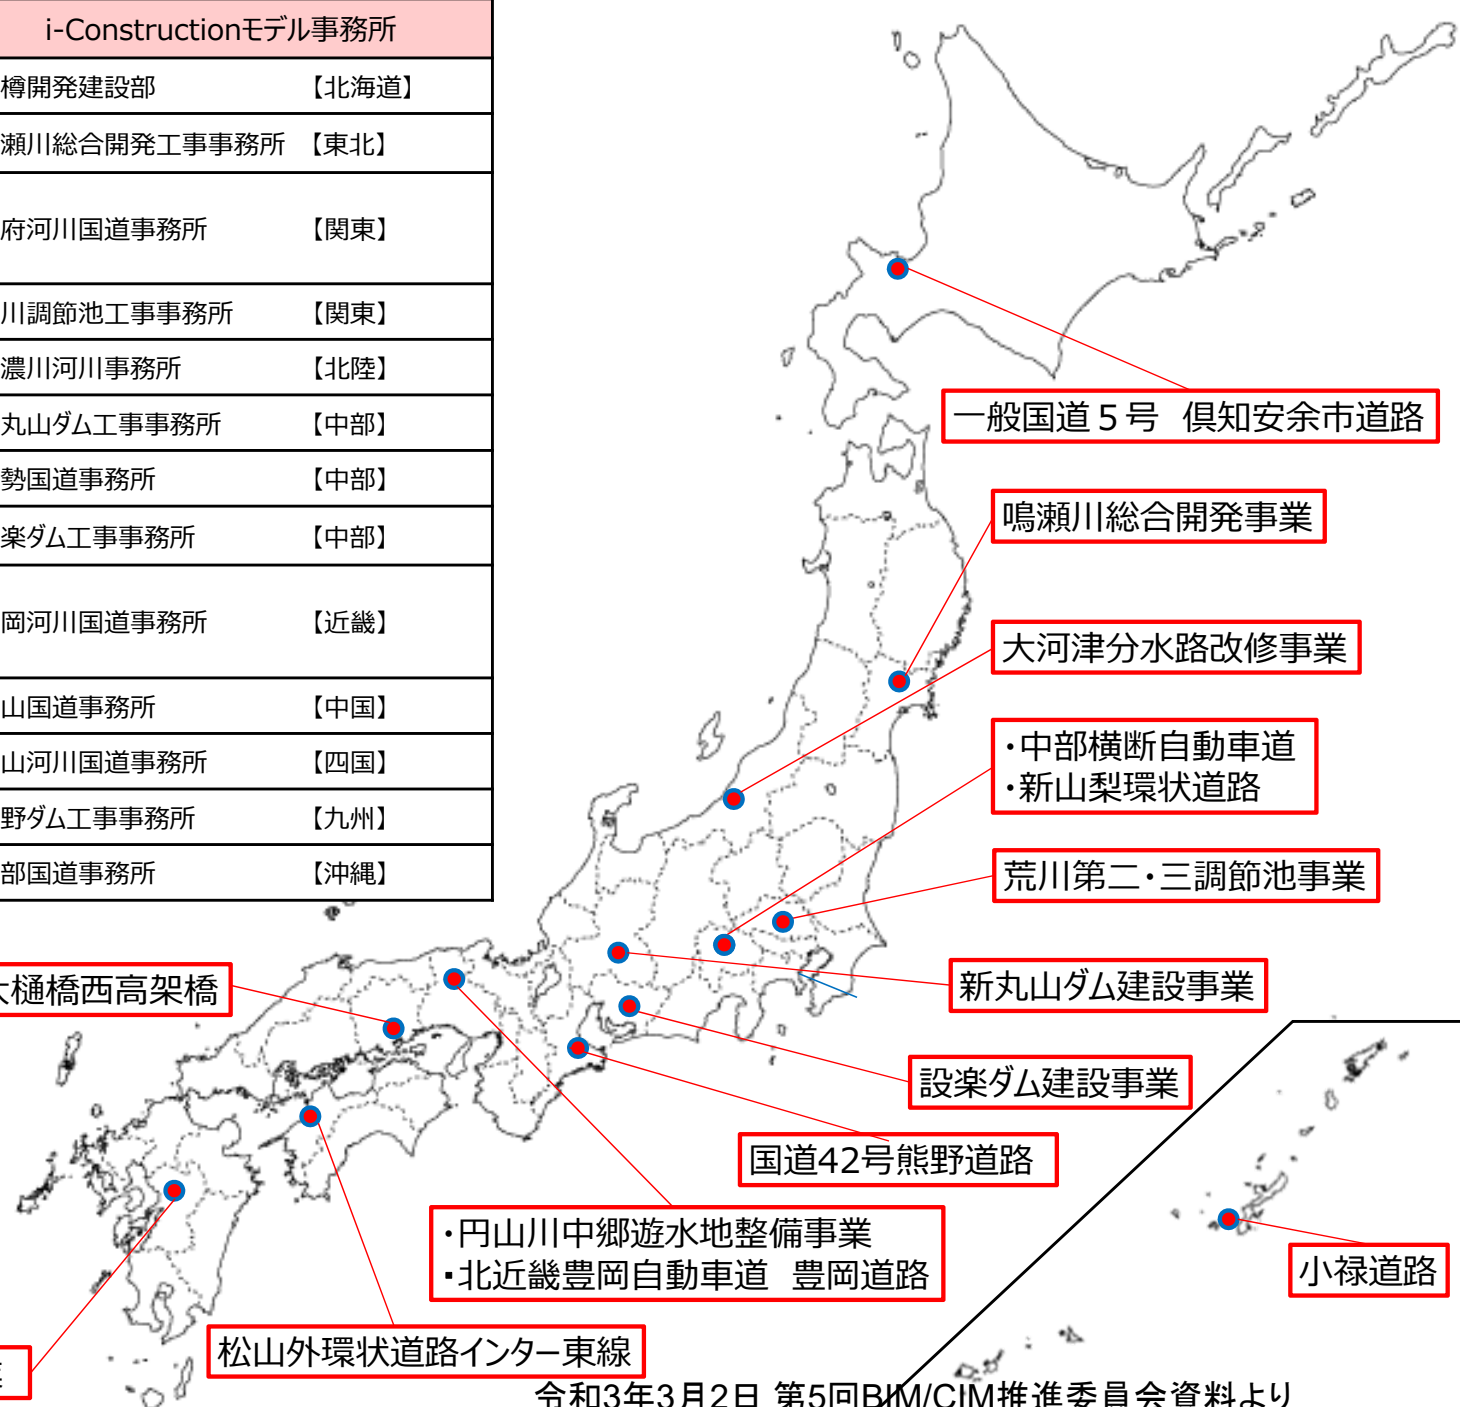 i-Constructionモデル事務所
樽開発建設部 【北海道】
瀬川総合開発工事事務所 【東北】
府河川国道事務所 【関東】
川調節池工事事務所 【関東】
濃川河川事務所 【北陸】
丸山ダム工事事務所 【中部】
勢国道事務所 【中部】
楽ダム工事事務所 【中部】
岡河川国道事務所 【近畿】
山国道事務所 【中国】
山河川国道事務所 【四国】
野ダム工事事務所 【九州】
部国道事務所 【沖縄】
一般国道５号 倶知安余市道路
鳴瀬川総合開発事業
大河津分水路改修事業
・中部横断自動車道
・新山梨環状道路
荒川第二・三調節池事業
新丸山ダム建設事業
大樋橋西高架橋
設楽ダム建設事業
国道42号熊野道路
・円山川中郷遊水地整備事業
・北近畿豊岡自動車道 豊岡道路
小禄道路
松山外環状道路インター東線
令和3年3月2日 第5回BIM/CIM推進委員会資料より